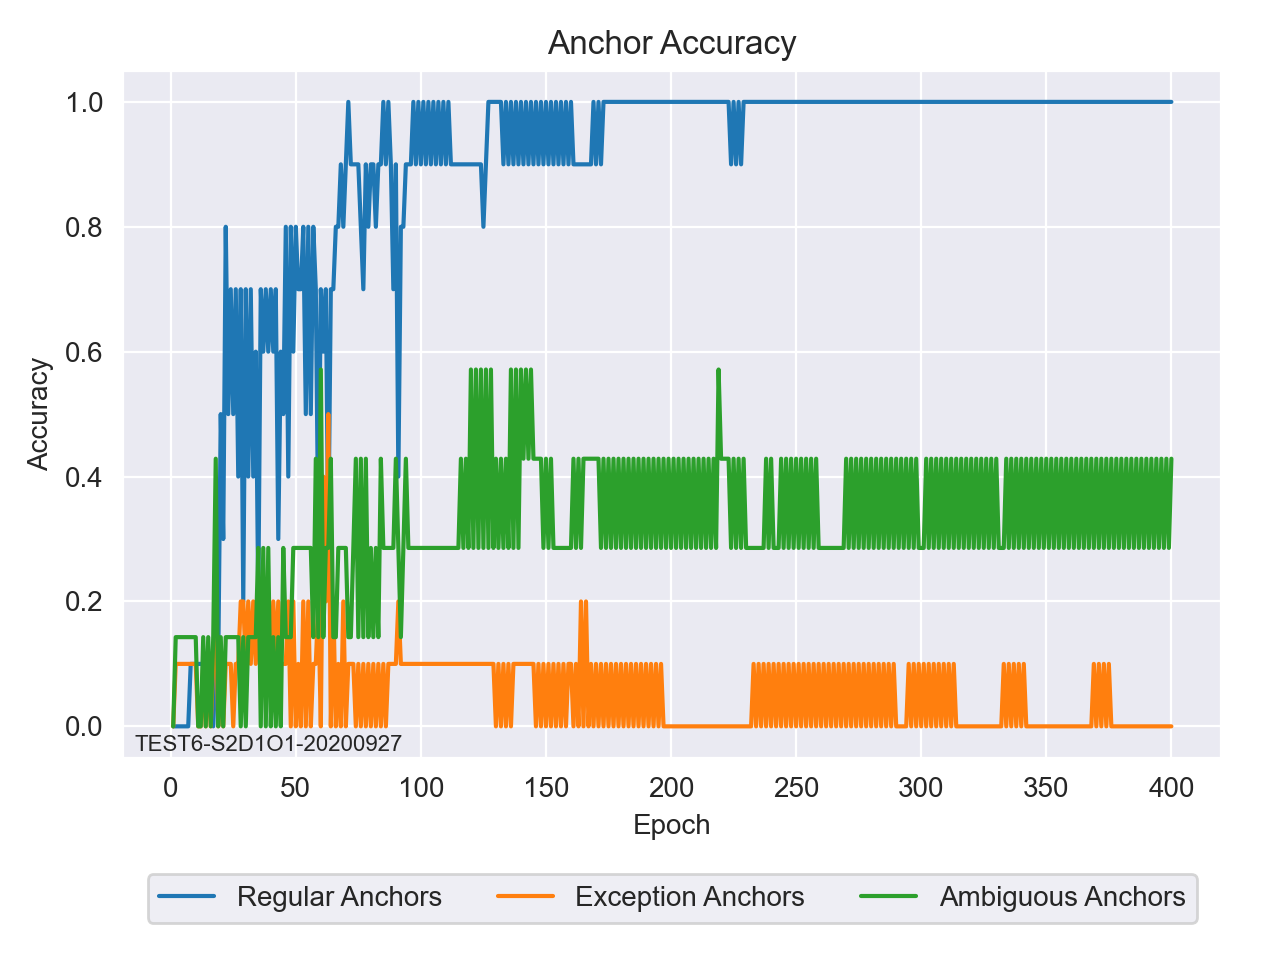 Anchor Accuracy
1.0
0.8
0.6
0.4
0.2
0.0
Accuracy
TEST6-S2D1O1-20200927
0 50 100 150 200 250 300 350 400
Epoch
Regular Anchors Exception Anchors Ambiguous Anchors